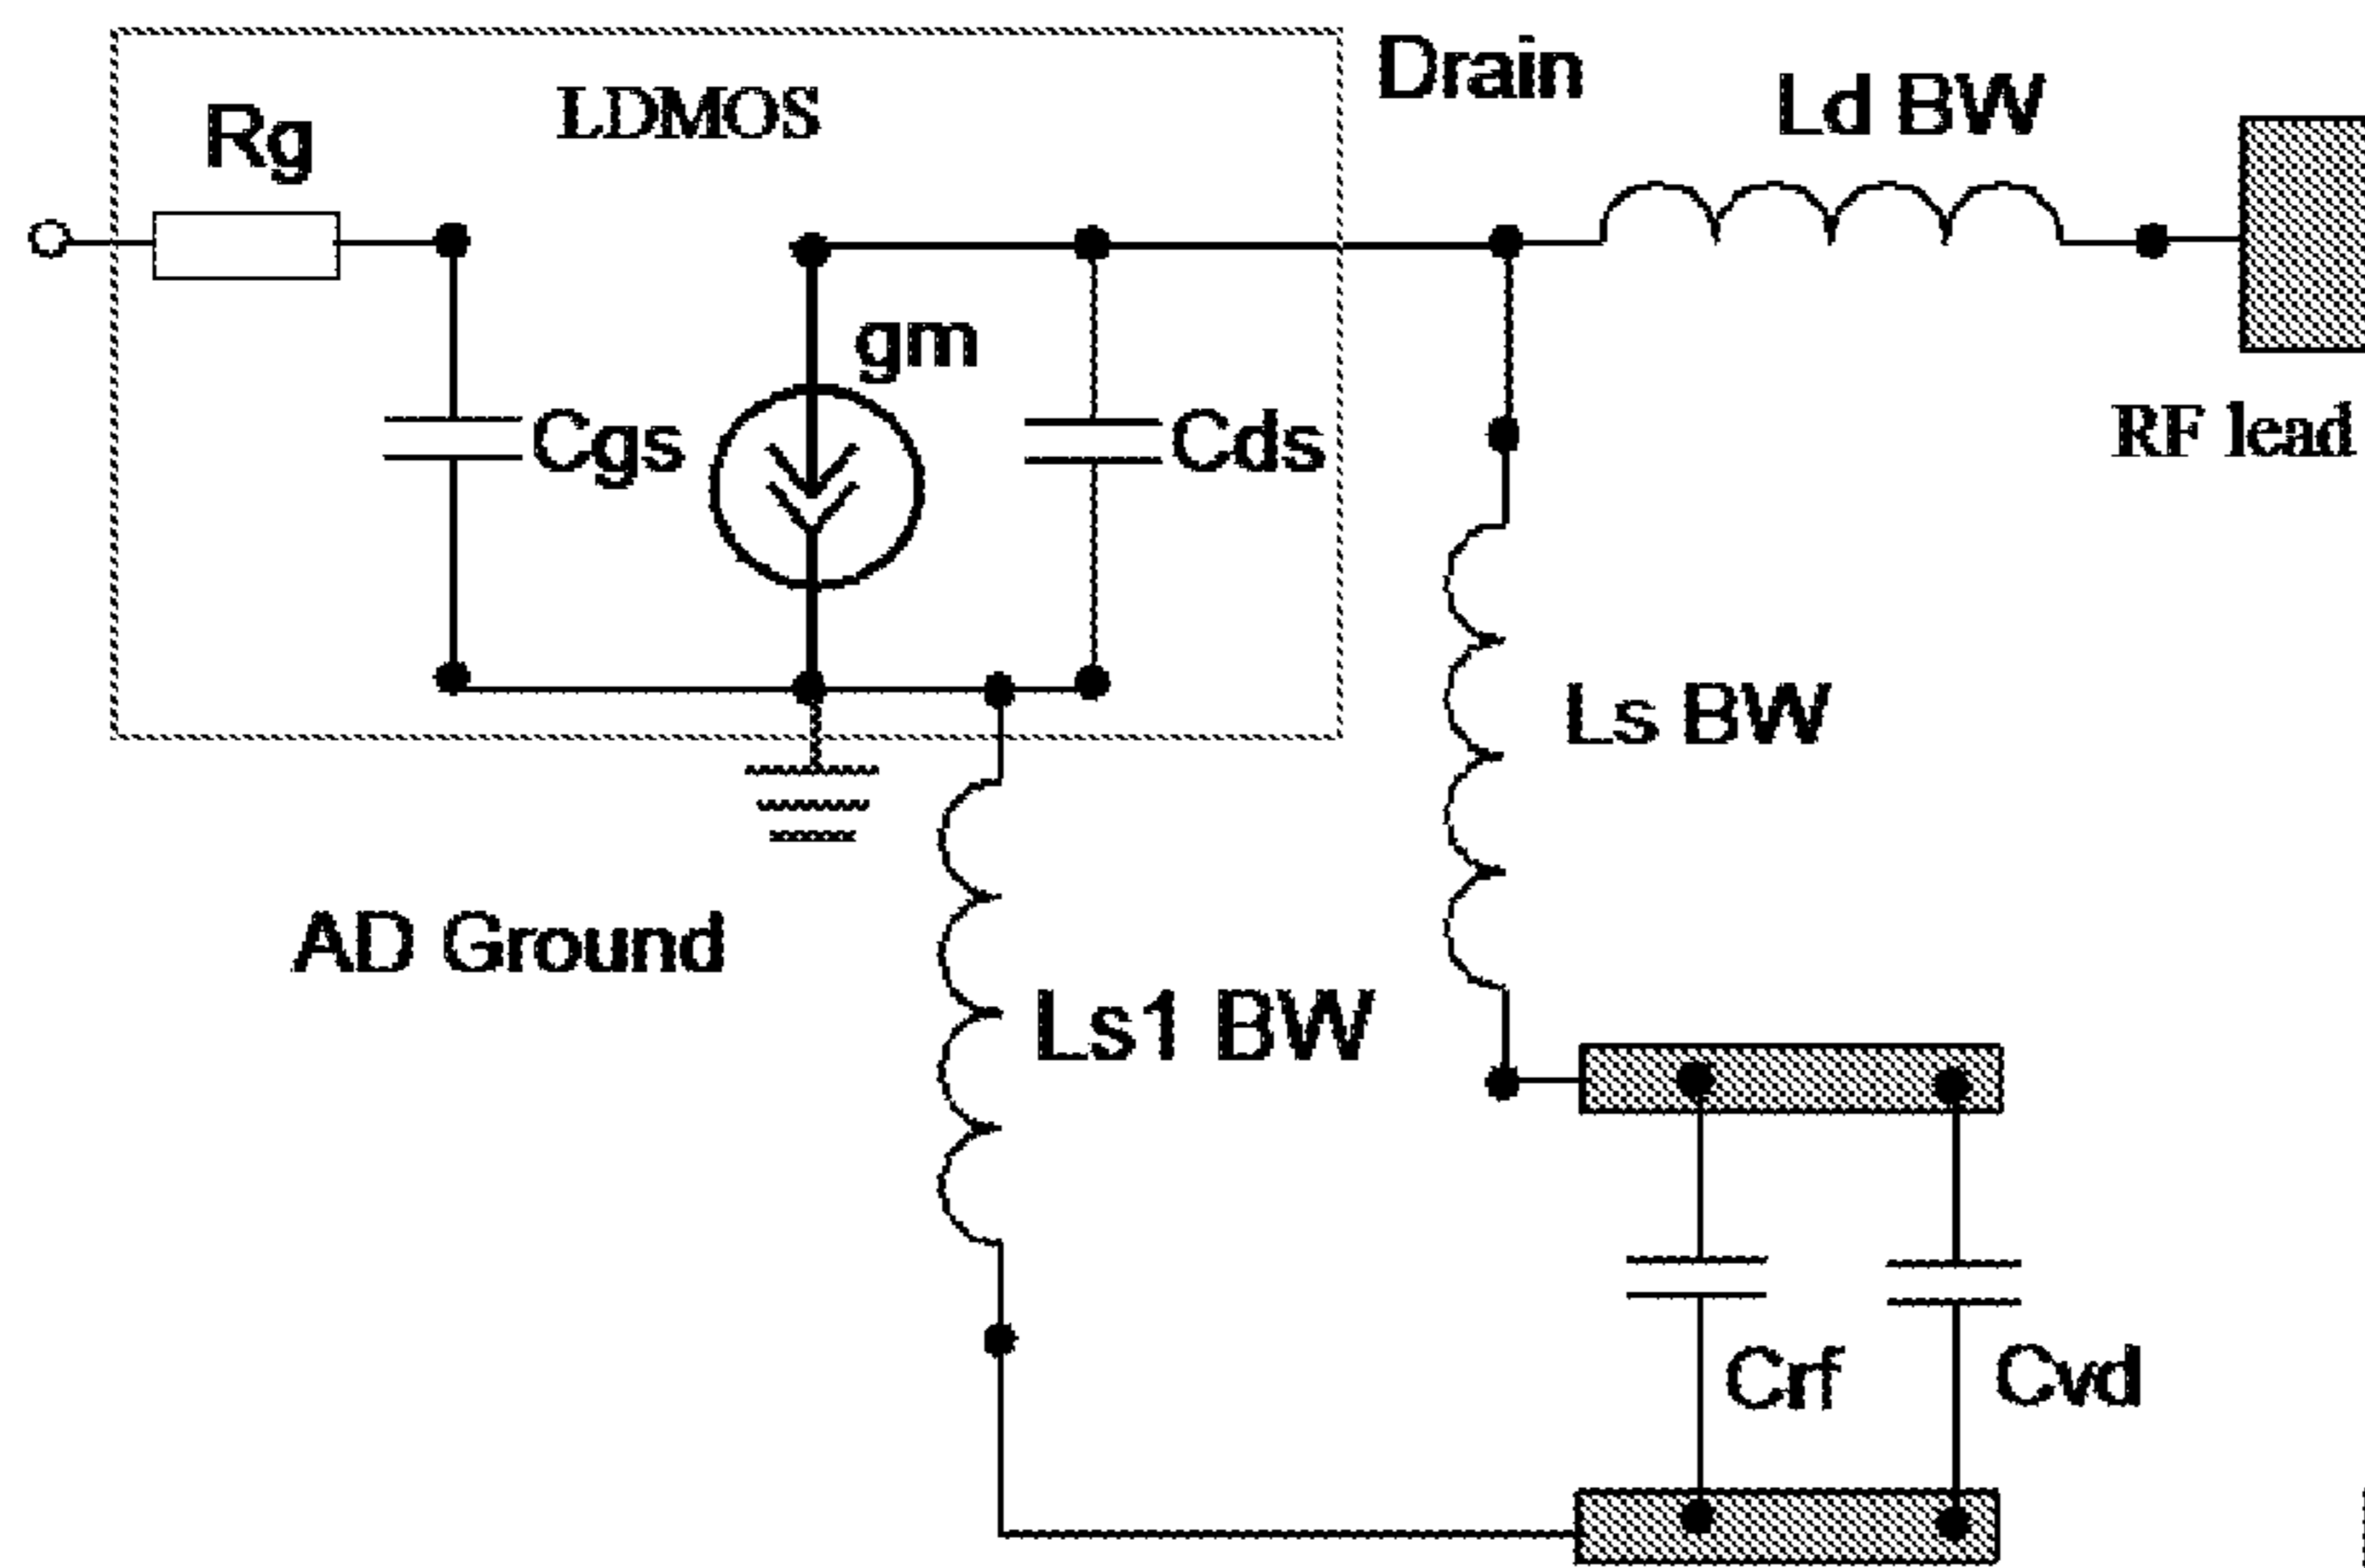 Drain
LDMOS
Ld BW
Rg
gm
Cgs
Cds
RF lead
Ls BW
AD Ground
Ls1 BW
Crf
Cvd